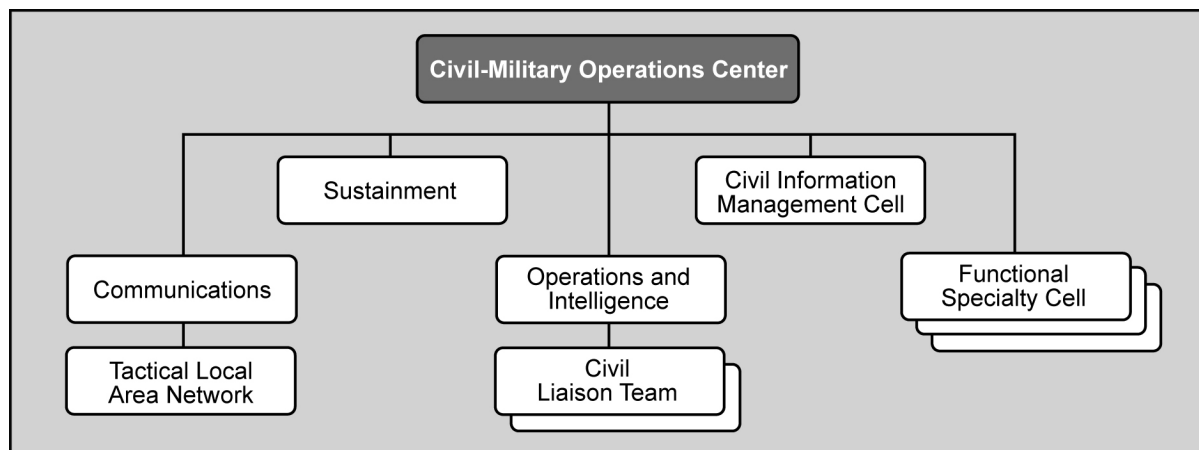 Civil-Military Operations Center
Sustainment
Civil Information
Management Cell
Communications
Operations and
Intelligence
Functional
Specialty Cell
Tactical Local
Area Network
Civil
Liaison Team